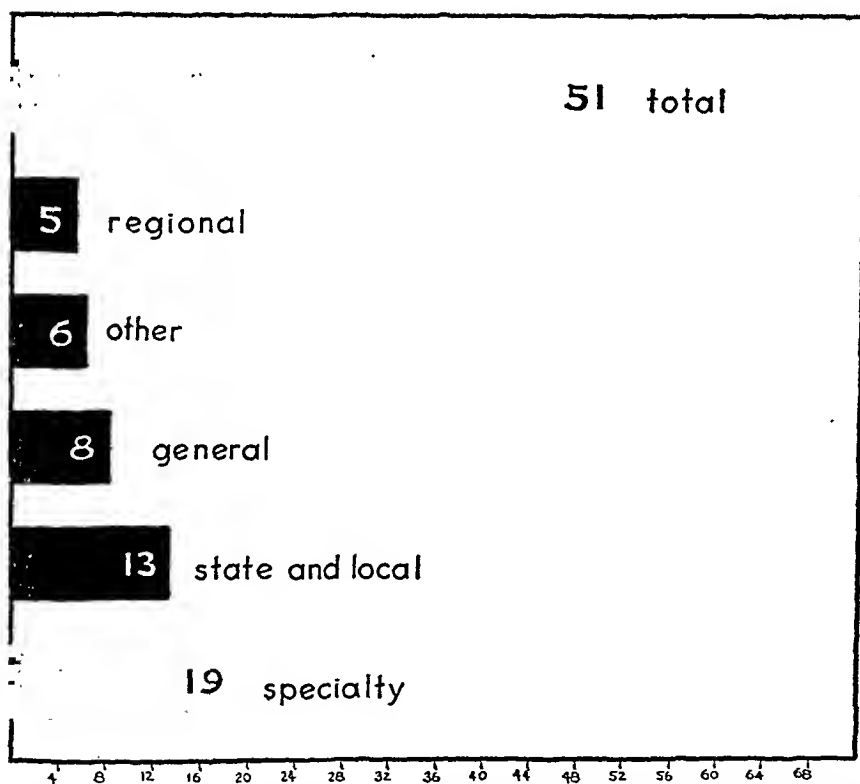 51 total
5 regional
6 other
8 general
13 state and local
19 specialty
4 8 12 16 20 24 28 32 36 40 44 48 52 56 60 64 68